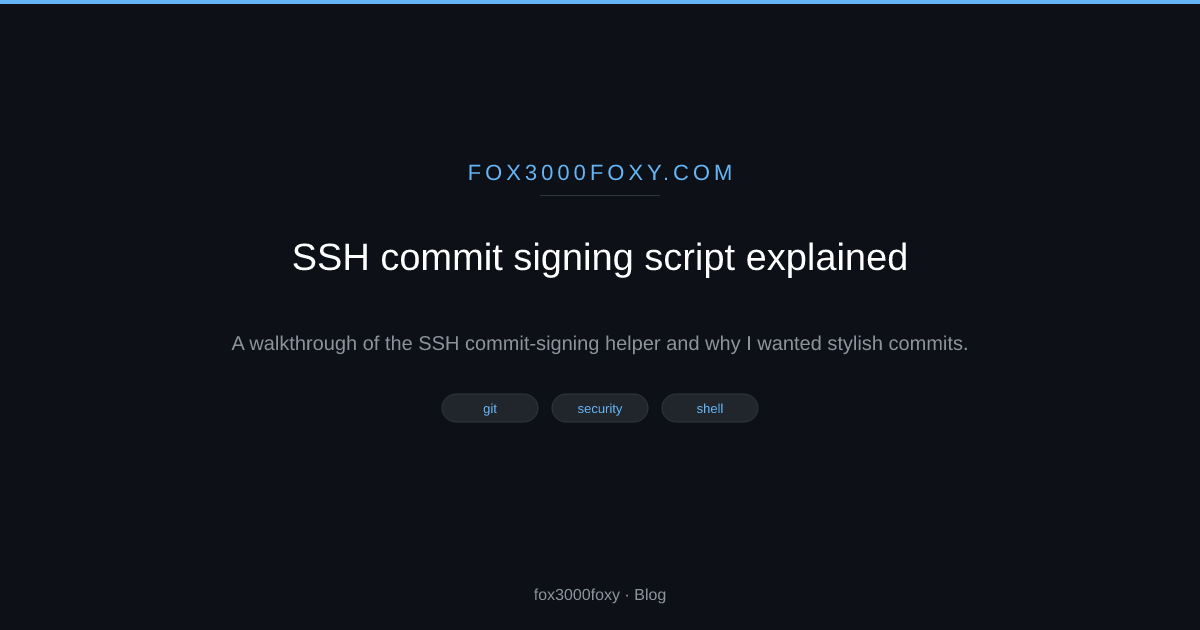 FOX3000FOXY.COM
SSH commit signing script explained
A walkthrough of the SSH commit-signing helper and why I wanted stylish commits.
git security shell
fox3000foxy · Blog